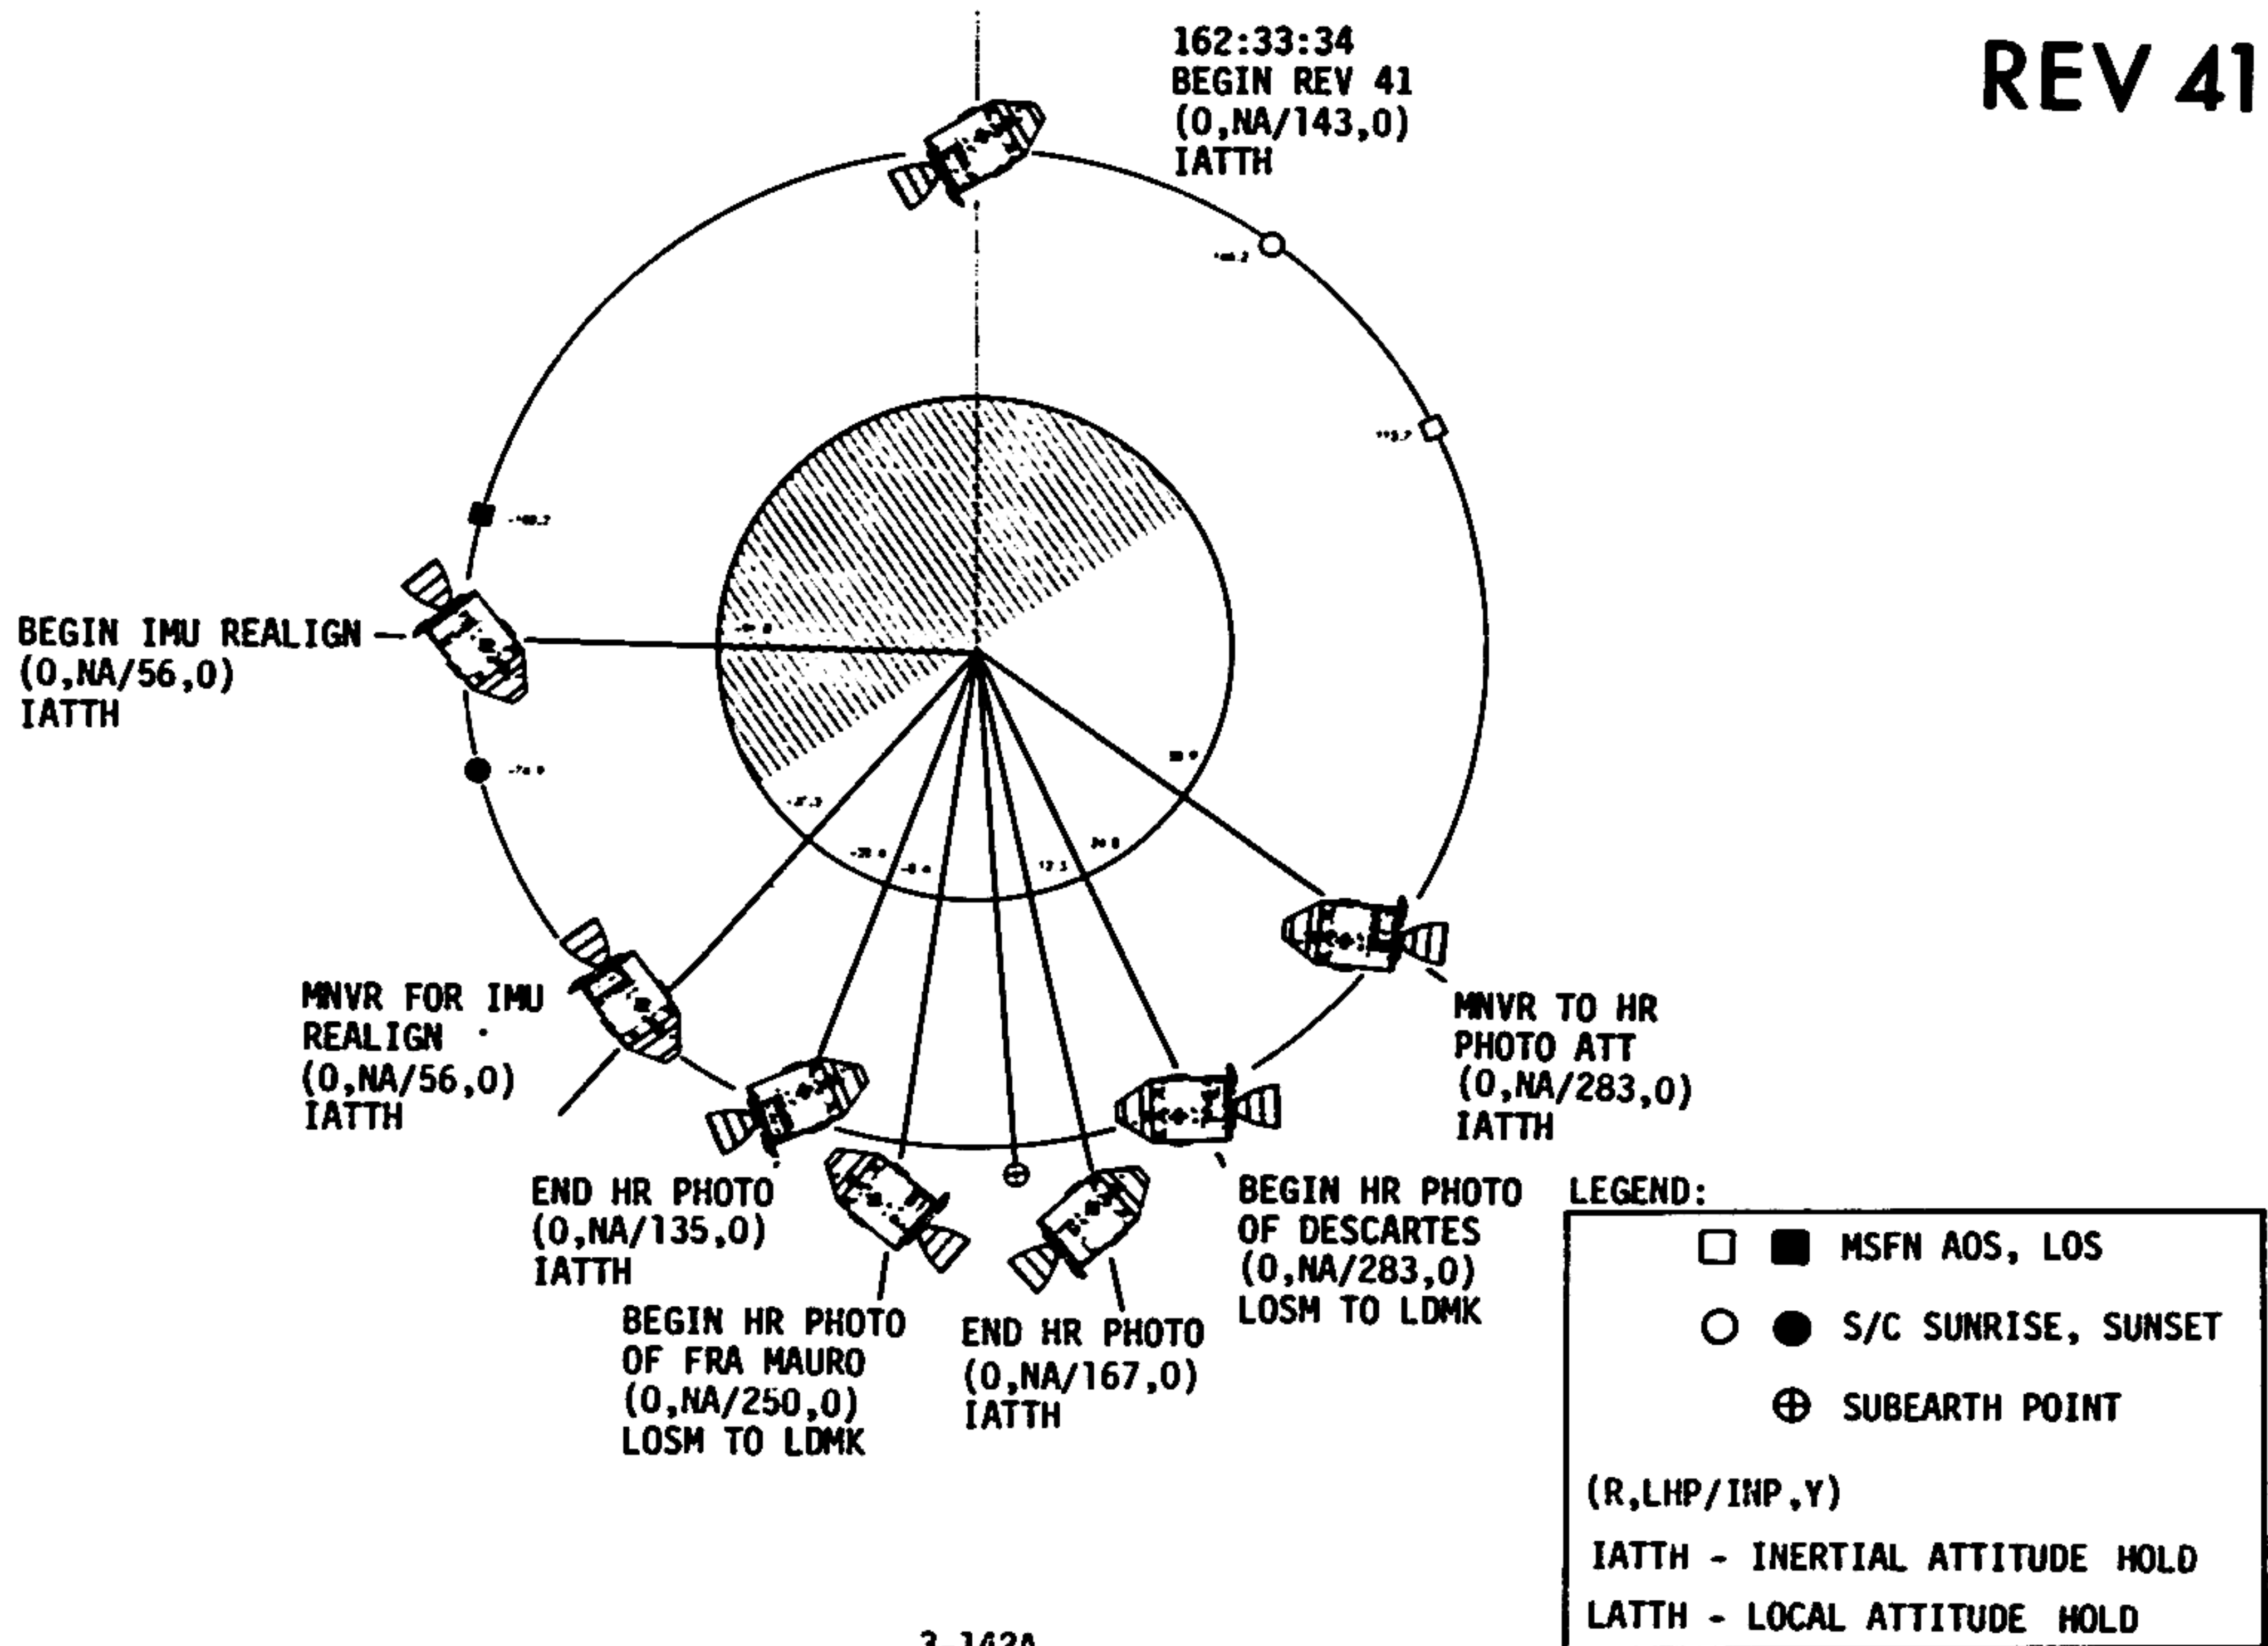 REV 41
162:33:34
BEGIN REV 41
(0,NA/143,0)
IATTH
BEGIN IMU REALIGN
(0,NA/56,0)
IATTH
MNVR FOR IMU
REALIGN
(0,NA/56,0)
IATTH
END HR PHOTO
(0,NA/135,0)
IATTH
BEGIN HR PHOTO
OF FRA MAURO
(0,NA/250,0)
LOSM TO LDMK
END HR PHOTO
(0,NA/167,0)
IATTH
BEGIN HR PHOTO
OF DESCARTES
(0,NA/283,0)
LOSM TO LDMK
MNVR TO HR
PHOTO ATT
(0,NA/283,0)
IATTH
LEGEND:
MSFN AOS, LOS
S/C SUNRISE, SUNSET
SUBEARTH POINT
(R,LHP/INP,Y)
IATTH - INERTIAL ATTITUDE HOLD
LATTH - LOCAL ATTITUDE HOLD
3-142A